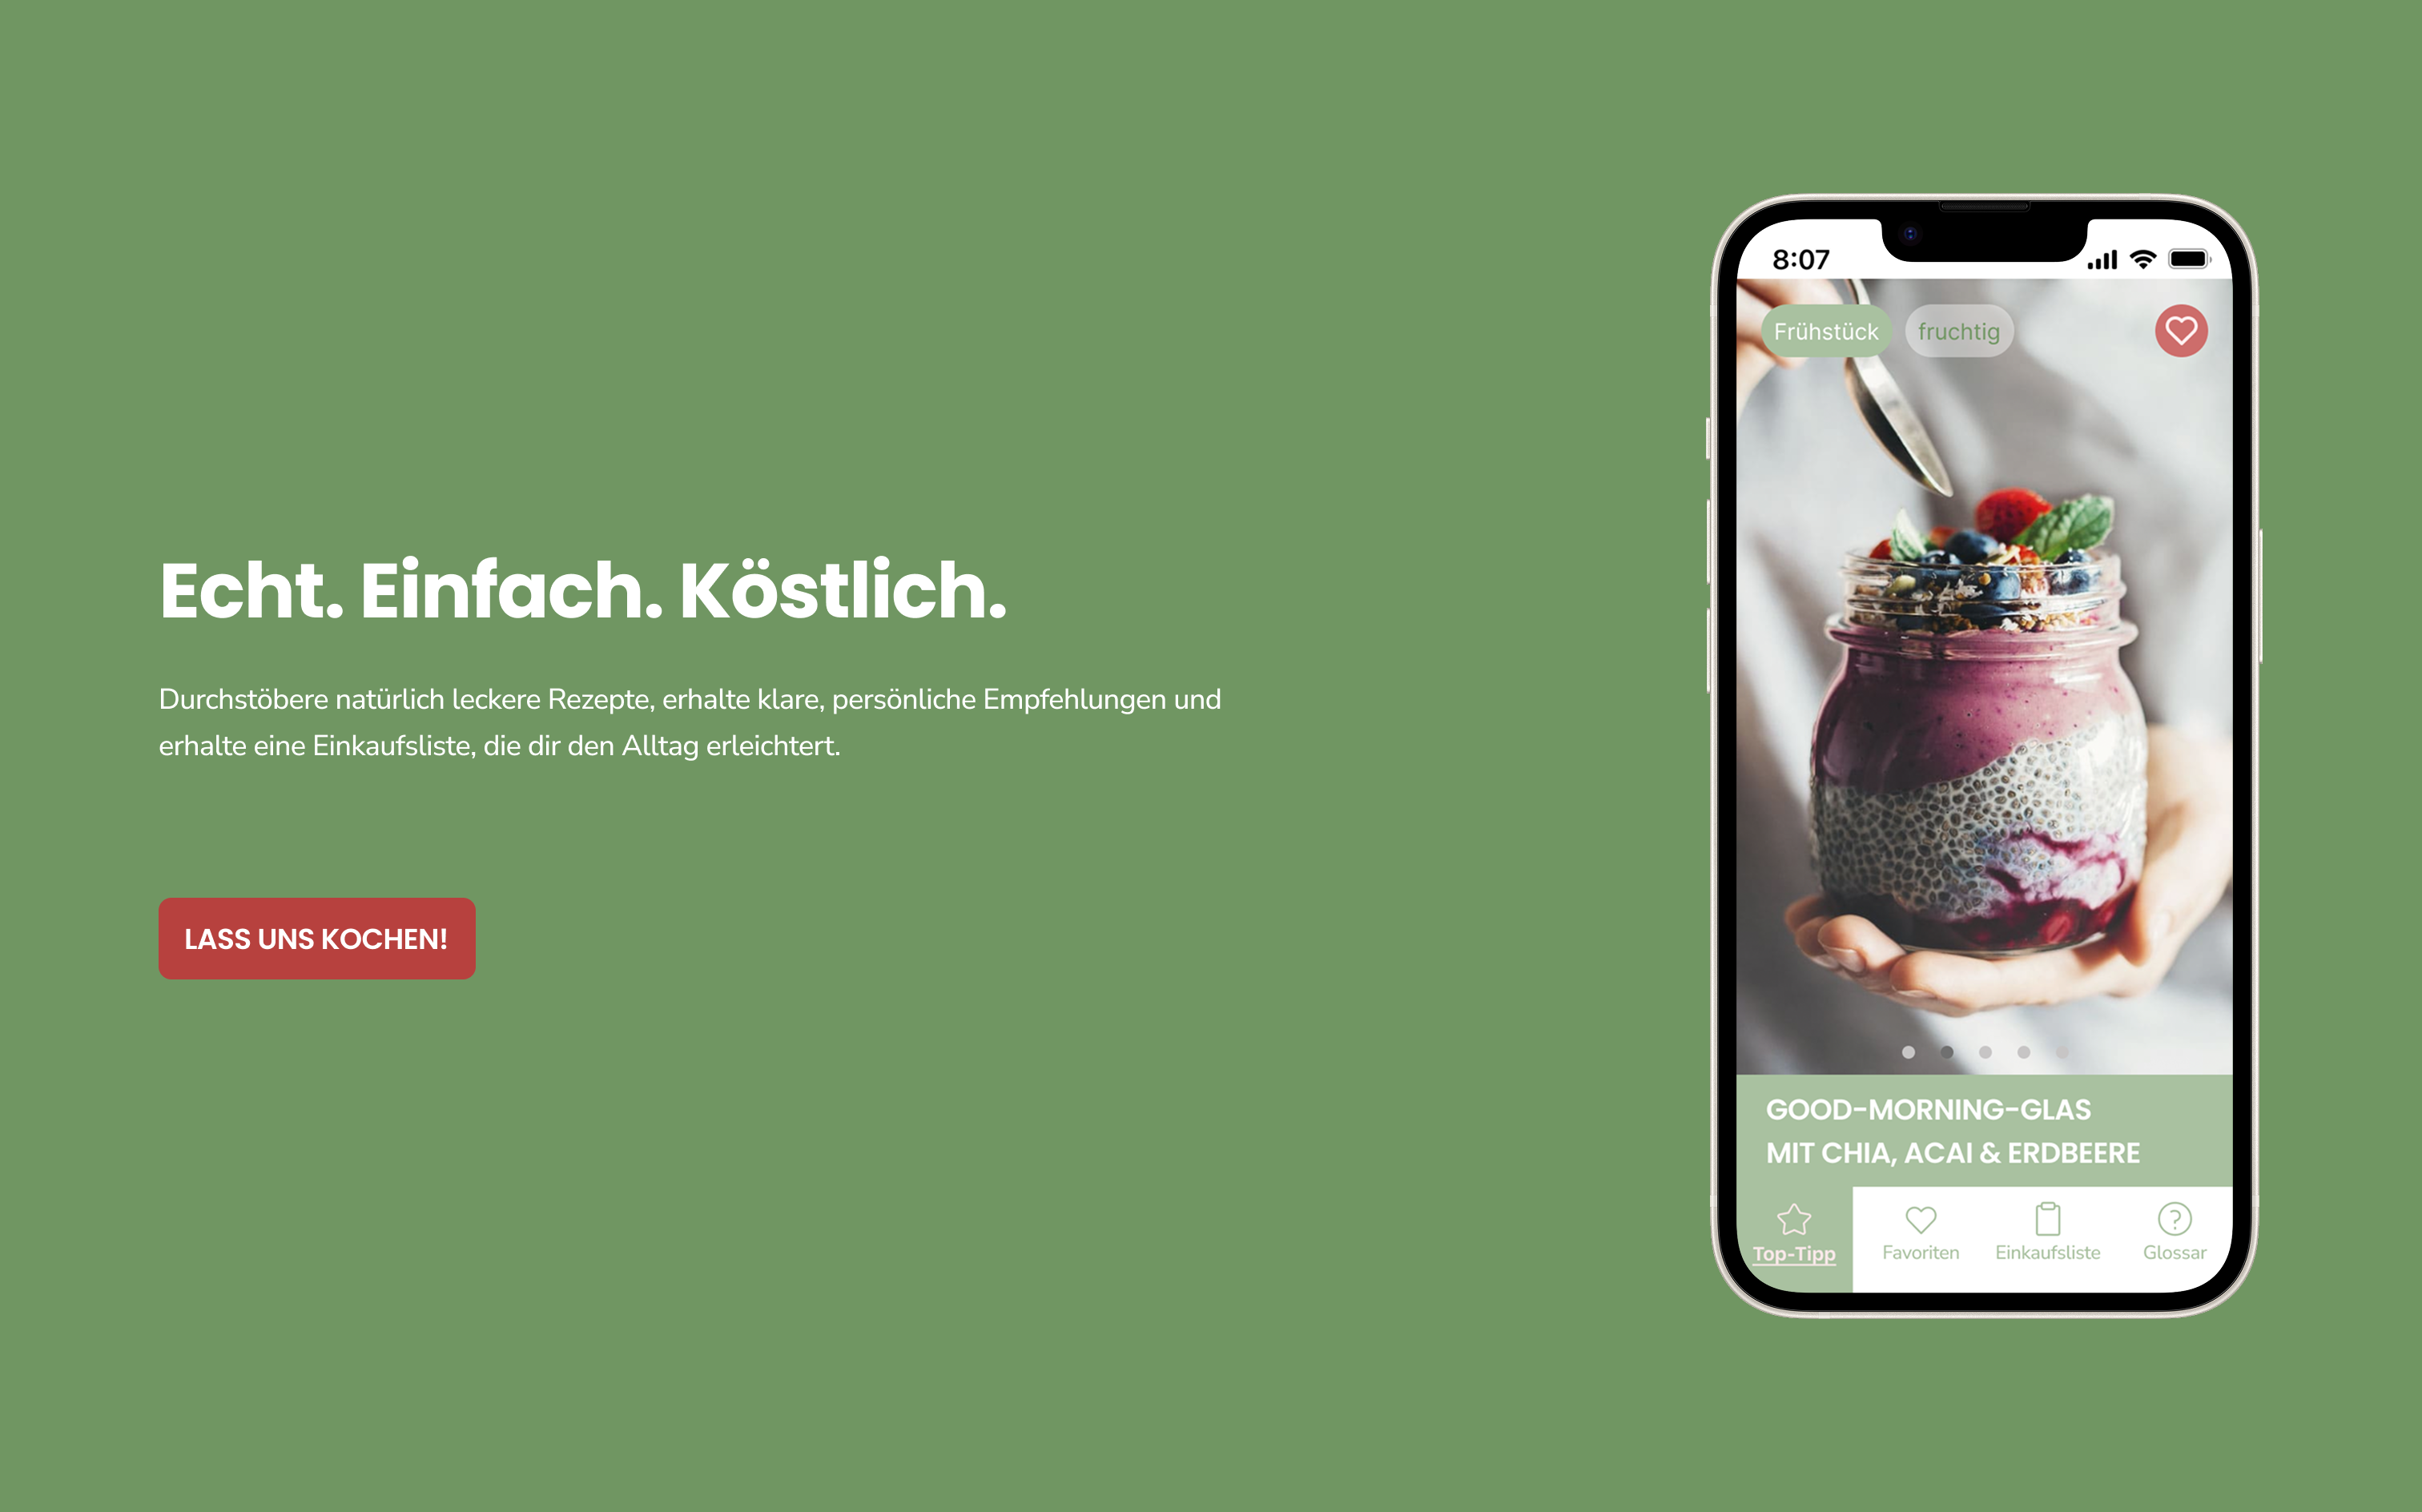 Echt. Einfach. Köstlich.
Durchstöbere natürlich leckere Rezepte, erhalte klare, persönliche Empfehlungen und
erhalte eine Einkaufsliste, die dir den Alltag erleichtert.
LASS UNS KOCHEN!
8:07
Frühstück
fruchtig
GOOD-MORNING-GLAS
MIT CHIA, ACAI & ERDBEERE
Top-Tipp
Favoriten
Einkaufsliste
Glossar